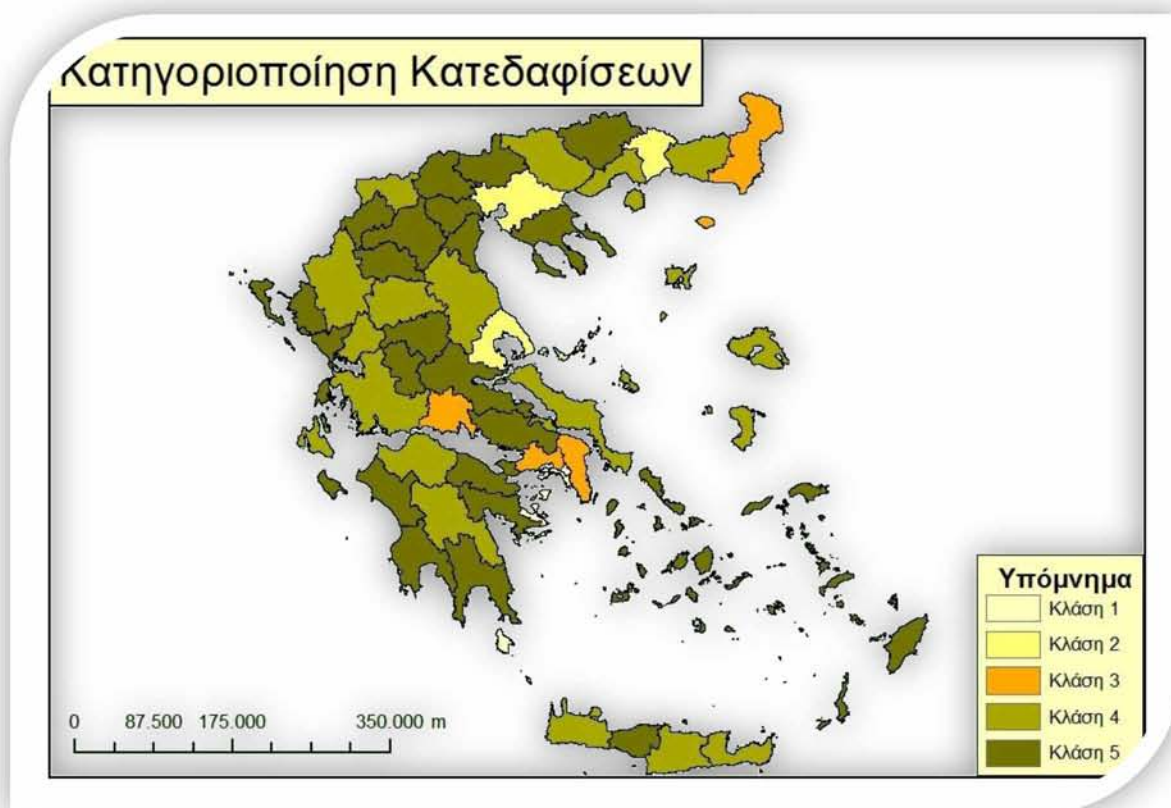 Κατηγοριοποίηση Κατεδαφίσεων
Υπόμνημα
Κλάση 1
Κλάση 2
Κλάση 3
Κλάση 4
Κλάση 5
0 87.500 175.000 350.000 m